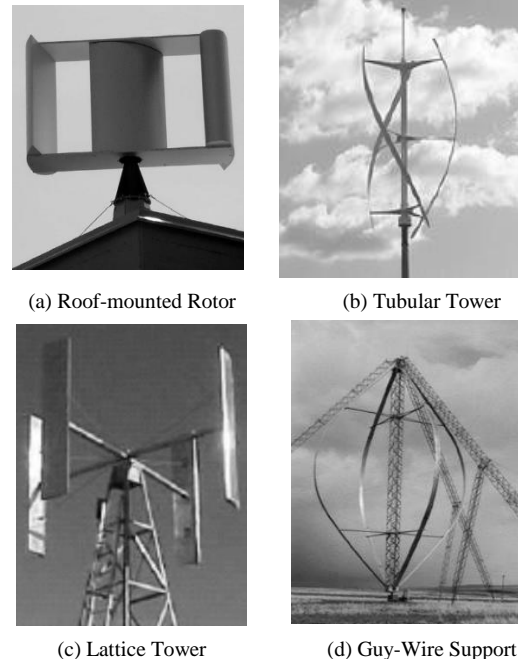 (a) Roof-mounted Rotor
(b) Tubular Tower
(c) Lattice Tower
(d) Guy-Wire Support